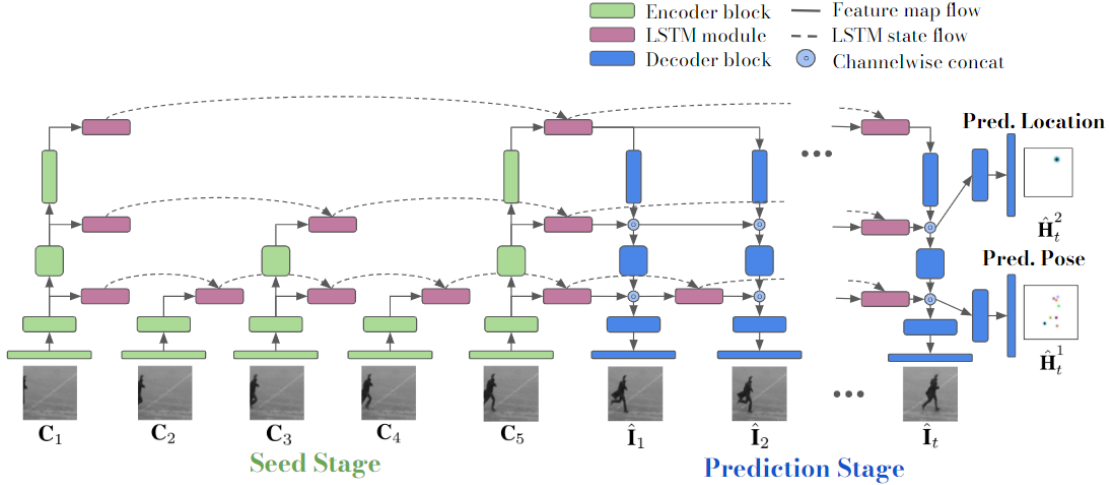 Encoder block
Feature map flow
LSTM module
LSTM state flow
Decoder block
Channelwise concat
Pred. Location
Ĥ²ₜ
Pred. Pose
Ĥ¹ₜ
C₁
C₂
C₃
C₄
C₅
Î₁
Î₂
Îₜ
Seed Stage
Prediction Stage